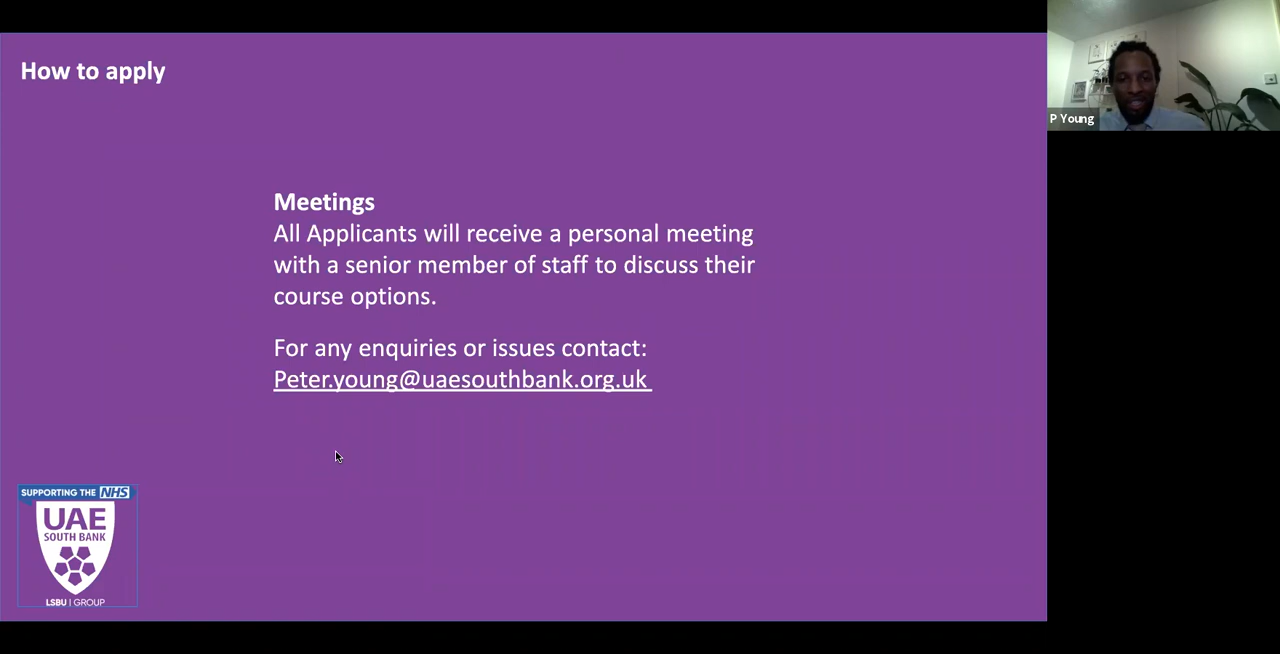 How to apply
P Young
Meetings
All Applicants will receive a personal meeting
with a senior member of staff to discuss their
course options.
For any enquiries or issues contact:
Peter.young@uaesouthbank.org.uk
SUPPORTING THE NHS
UAE
SOUTH BANK
LSBU | GROUP